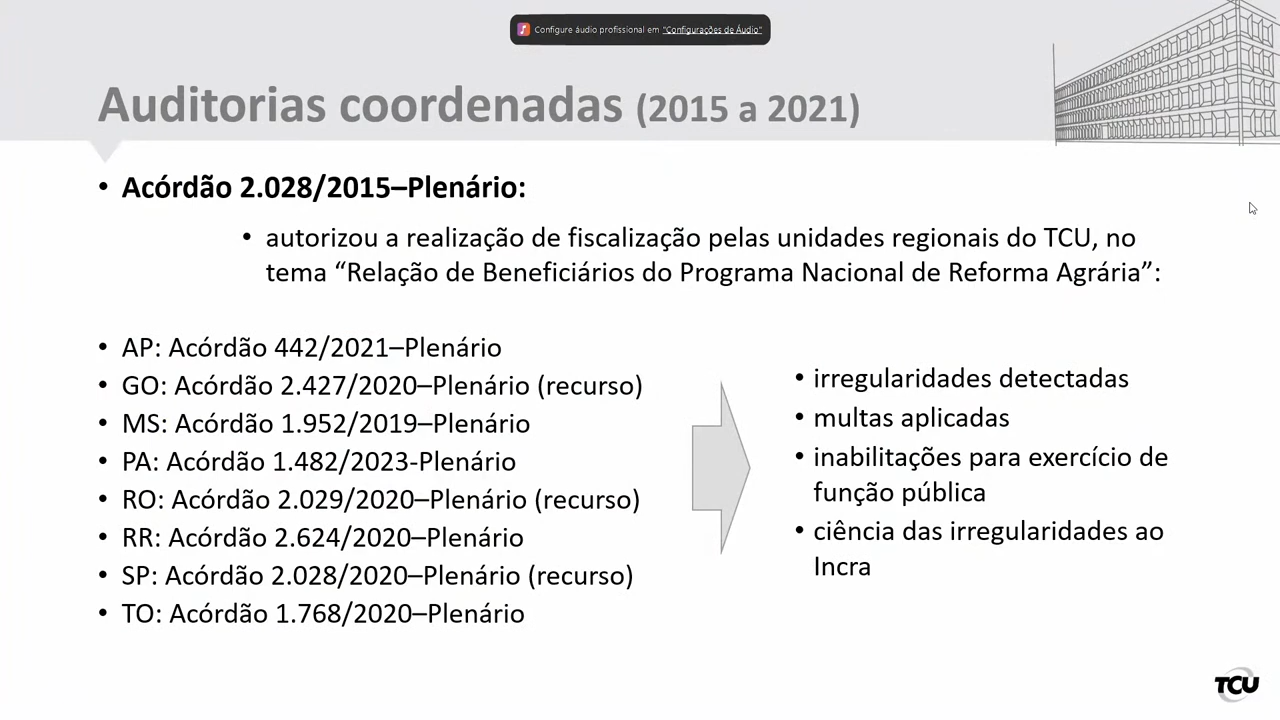 Configure áudio profissional em "Configurações de Áudio"
Auditorias coordenadas (2015 a 2021)
• Acórdão 2.028/2015–Plenário:
• autorizou a realização de fiscalização pelas unidades regionais do TCU, no
tema “Relação de Beneficiários do Programa Nacional de Reforma Agrária”:
• AP: Acórdão 442/2021–Plenário
• GO: Acórdão 2.427/2020–Plenário (recurso)
• MS: Acórdão 1.952/2019–Plenário
• PA: Acórdão 1.482/2023-Plenário
• RO: Acórdão 2.029/2020–Plenário (recurso)
• RR: Acórdão 2.624/2020–Plenário
• SP: Acórdão 2.028/2020–Plenário (recurso)
• TO: Acórdão 1.768/2020–Plenário
• irregularidades detectadas
• multas aplicadas
• inabilitações para exercício de
função pública
• ciência das irregularidades ao
Incra
TCU